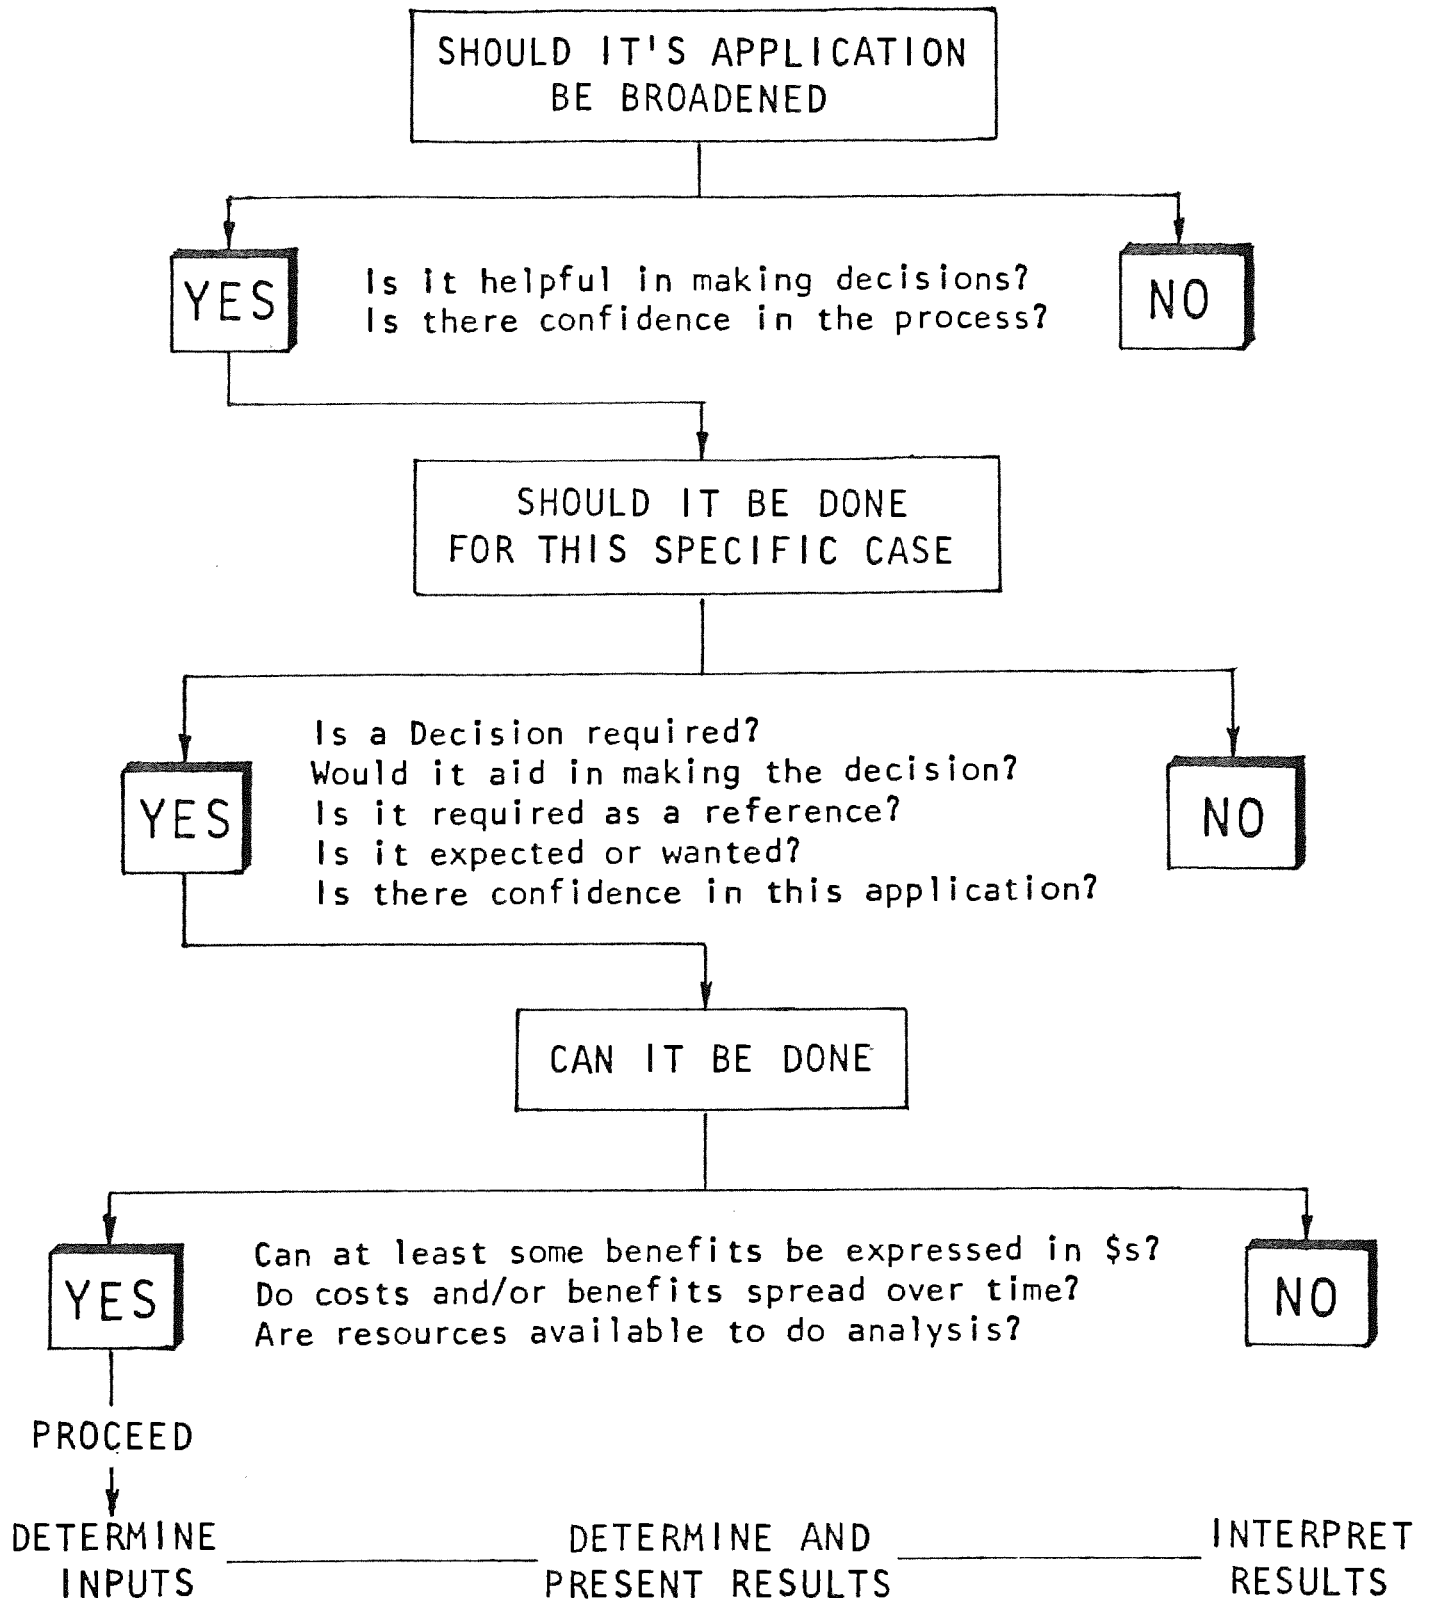 SHOULD IT'S APPLICATION
BE BROADENED
YES
Is it helpful in making decisions?
Is there confidence in the process?
NO
SHOULD IT BE DONE
FOR THIS SPECIFIC CASE
YES
Is a Decision required?
Would it aid in making the decision?
Is it required as a reference?
Is it expected or wanted?
Is there confidence in this application?
NO
CAN IT BE DONE
YES
Can at least some benefits be expressed in $s?
Do costs and/or benefits spread over time?
Are resources available to do analysis?
NO
PROCEED
DETERMINE
INPUTS
DETERMINE AND
PRESENT RESULTS
INTERPRET
RESULTS